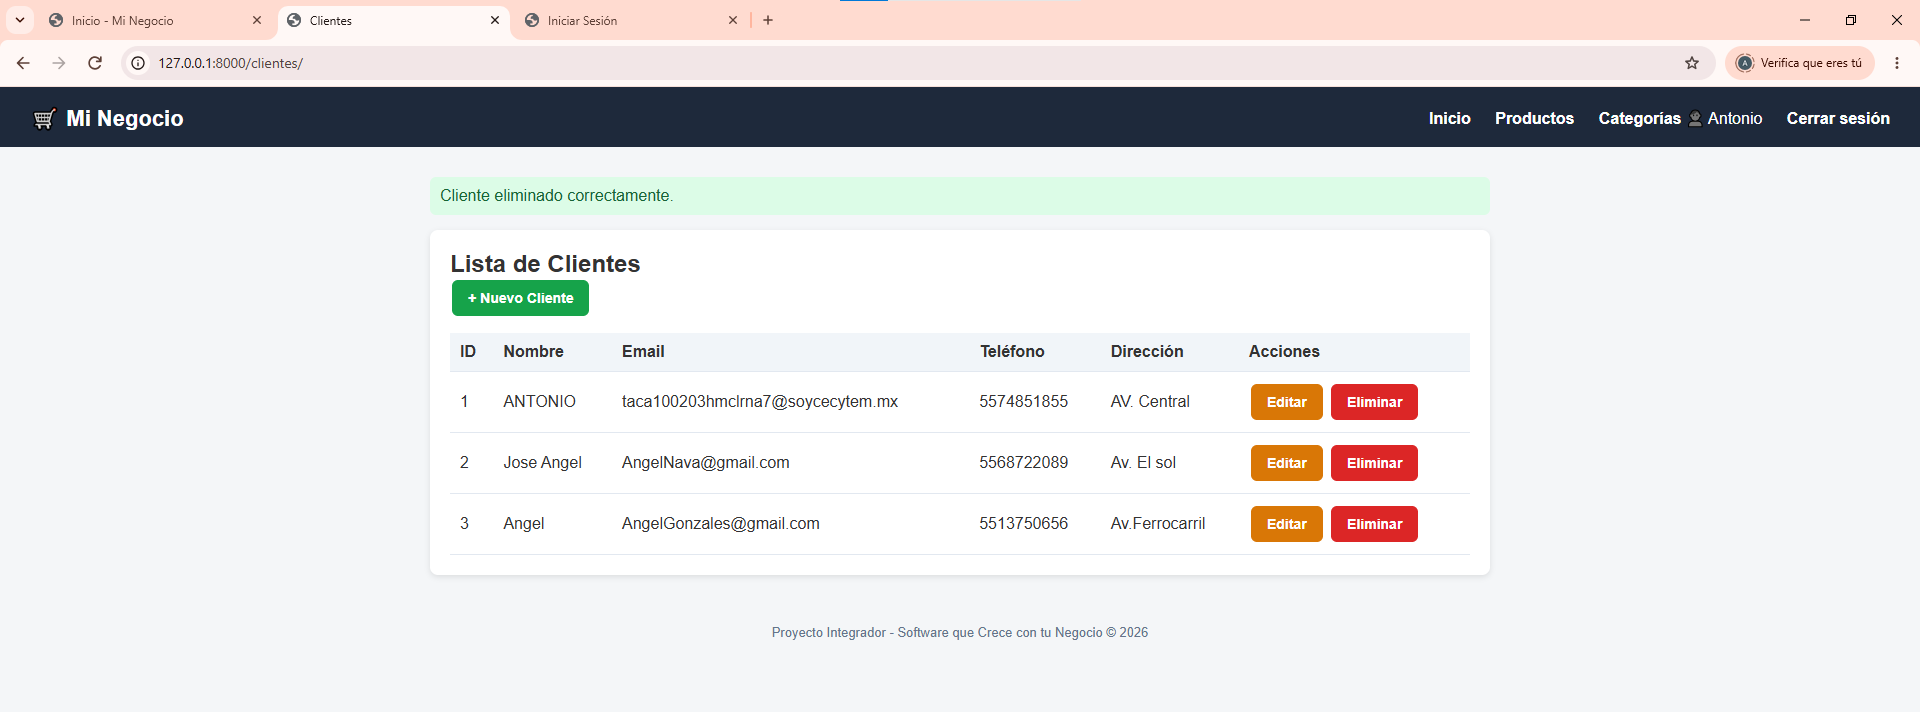 Inicio - Mi Negocio
Clientes
Iniciar Sesión
127.0.0.1:8000/clientes/
A
Verifica que eres tú
Mi Negocio
Inicio Productos Categorías Antonio Cerrar sesión
Cliente eliminado correctamente.
Lista de Clientes
+ Nuevo Cliente
ID Nombre Email Teléfono Dirección Acciones
1 ANTONIO taca100203hmclrna7@soycecytem.mx 5574851855 AV. Central Editar Eliminar
2 Jose Angel AngelNava@gmail.com 5568722089 Av. El sol Editar Eliminar
3 Angel AngelGonzales@gmail.com 5513750656 Av.Ferrocarril Editar Eliminar
Proyecto Integrador - Software que Crece con tu Negocio © 2026